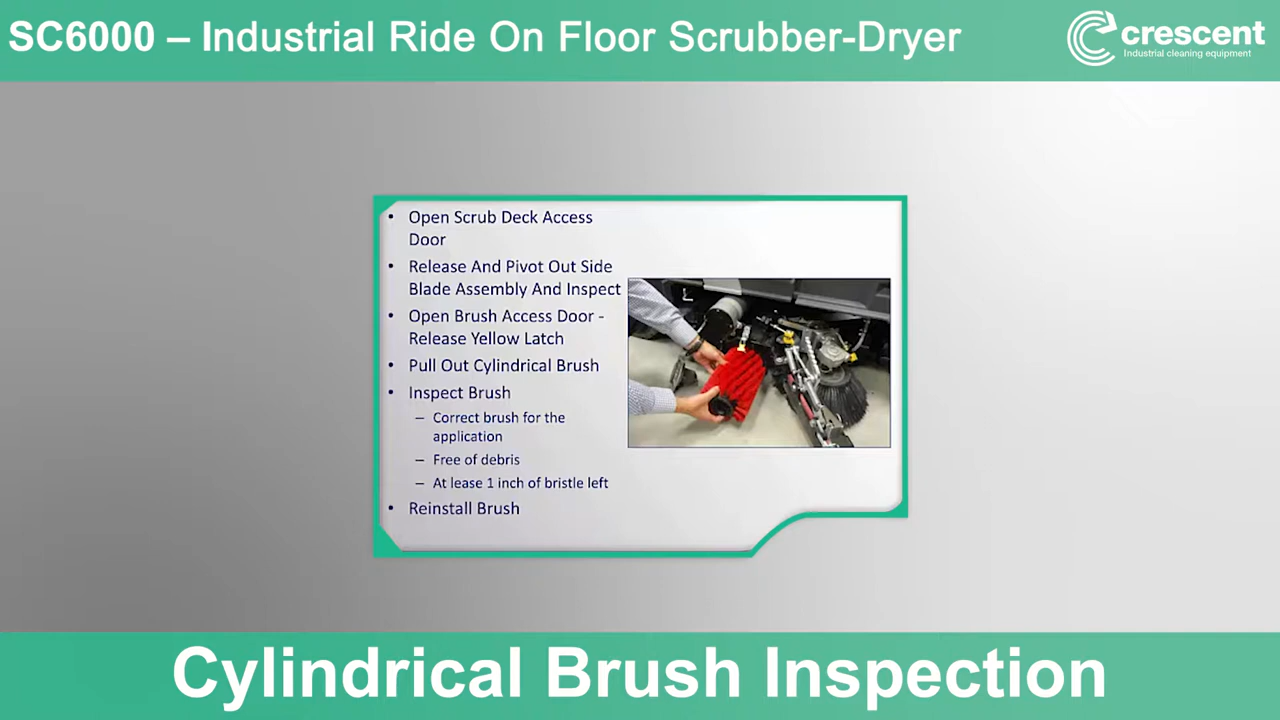 SC6000 – Industrial Ride On Floor Scrubber-Dryer
crescent
Industrial cleaning equipment
• Open Scrub Deck Access
Door
• Release And Pivot Out Side
Blade Assembly And Inspect
• Open Brush Access Door -
Release Yellow Latch
• Pull Out Cylindrical Brush
• Inspect Brush
– Correct brush for the
application
– Free of debris
– At lease 1 inch of bristle left
• Reinstall Brush
Cylindrical Brush Inspection